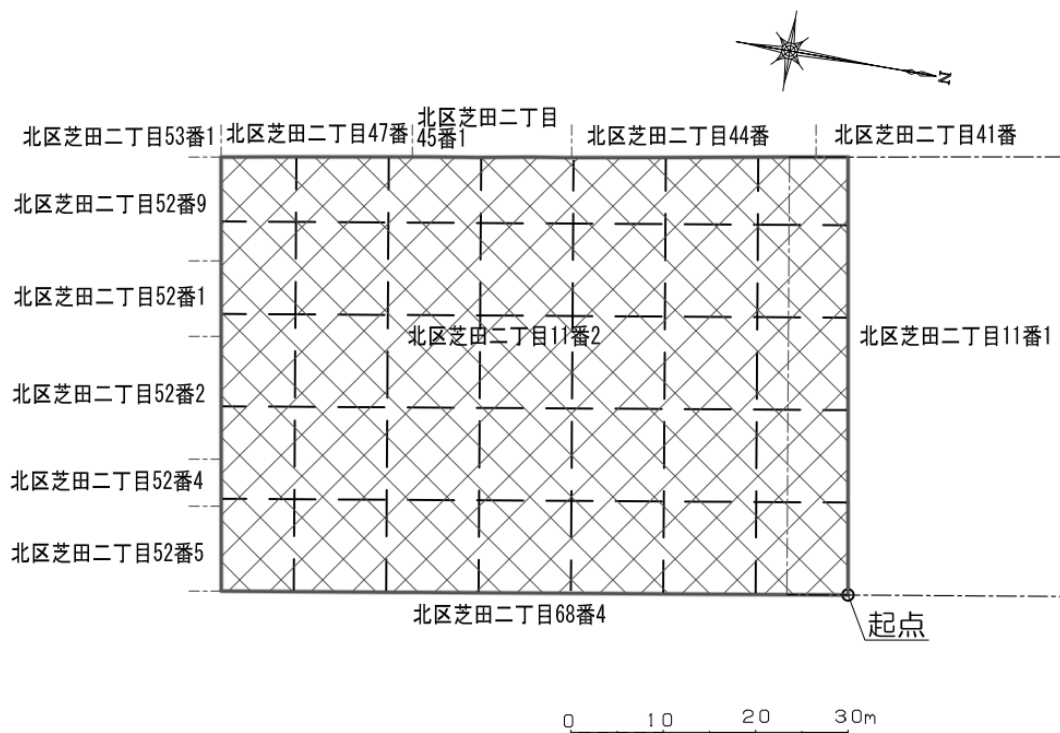 N
北区芝田二丁目53番1
北区芝田二丁目47番
北区芝田二丁目
45番1
北区芝田二丁目44番
北区芝田二丁目41番
北区芝田二丁目52番9
北区芝田二丁目52番1
北区芝田二丁目11番2
北区芝田二丁目11番1
北区芝田二丁目52番2
北区芝田二丁目52番4
北区芝田二丁目52番5
北区芝田二丁目68番4
起点
0 10 20 30m